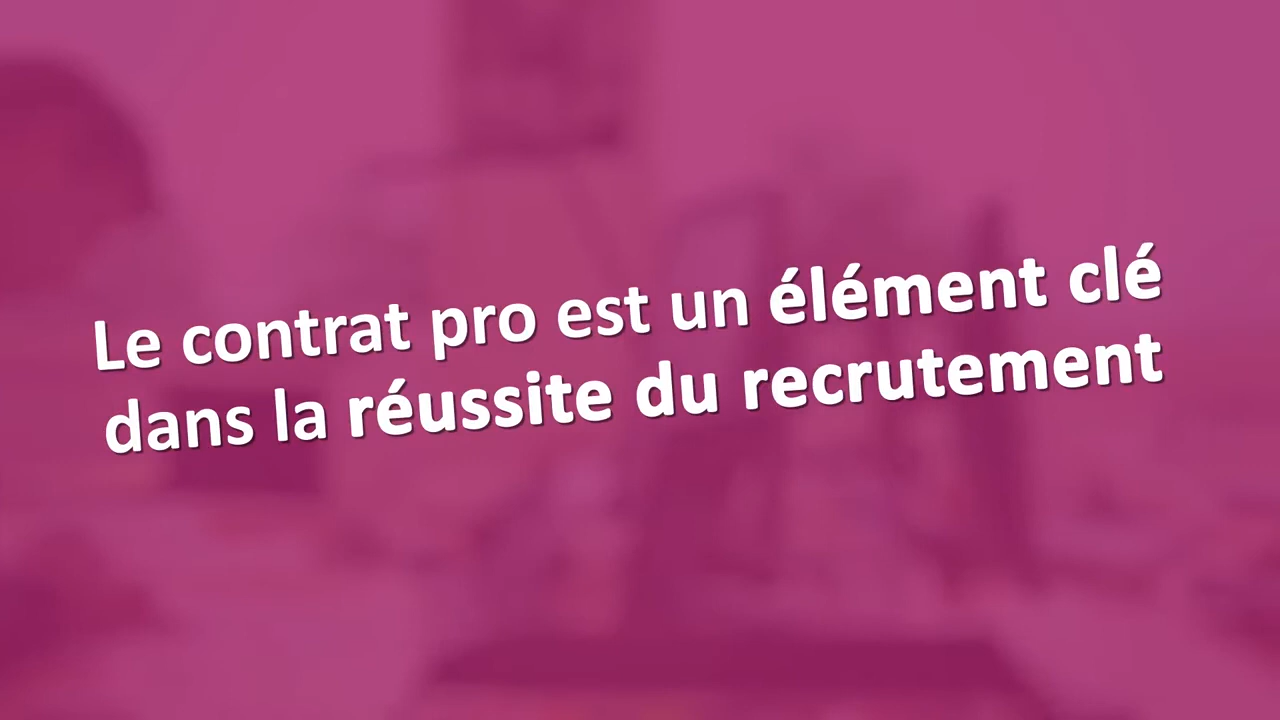 Le contrat pro est un élément clé
dans la réussite du recrutement